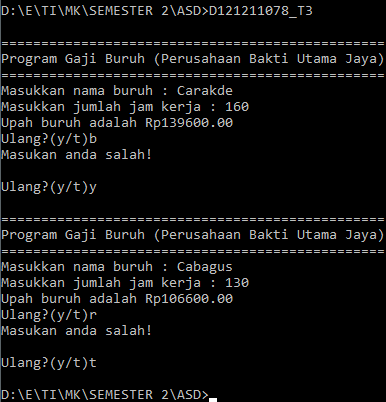 D:\E\TI\MK\SEMESTER 2\ASD>D121211078_T3
================================================
Program Gaji Buruh (Perusahaan Bakti Utama Jaya)
================================================
Masukkan nama buruh : Carakde
Masukkan jumlah jam kerja : 160
Upah buruh adalah Rp139600.00
Ulang?(y/t)b
Masukan anda salah!
Ulang?(y/t)y
================================================
Program Gaji Buruh (Perusahaan Bakti Utama Jaya)
================================================
Masukkan nama buruh : Cabagus
Masukkan jumlah jam kerja : 130
Upah buruh adalah Rp106600.00
Ulang?(y/t)r
Masukan anda salah!
Ulang?(y/t)t
D:\E\TI\MK\SEMESTER 2\ASD>